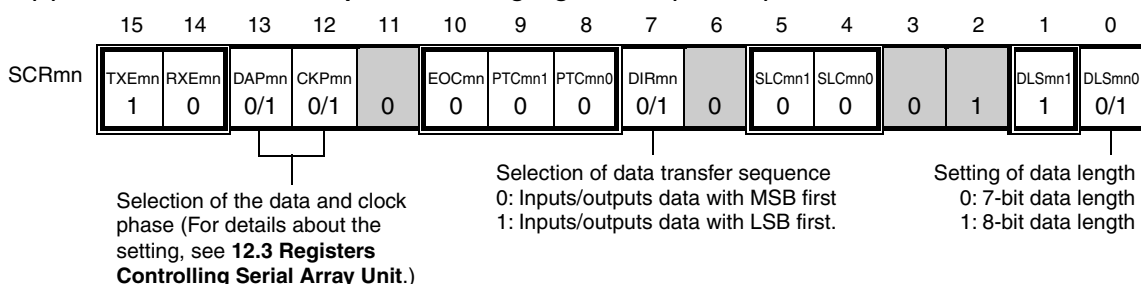 15 14 13 12 11 10 9 8 7 6 5 4 3 2 1 0
SCRmn TXEmn RXEmn DAPmn CKPmn EOCmn PTCmn1 PTCmn0 DIRmn SLCmn1 SLCmn0 DLSmn1 DLSmn0
1 0 0/1 0/1 0 0 0 0 0/1 0 0 0 0 1 1 0/1
Selection of the data and clock
phase (For details about the
setting, see 12.3 Registers
Controlling Serial Array Unit.)
Selection of data transfer sequence
0: Inputs/outputs data with MSB first
1: Inputs/outputs data with LSB first.
Setting of data length
0: 7-bit data length
1: 8-bit data length